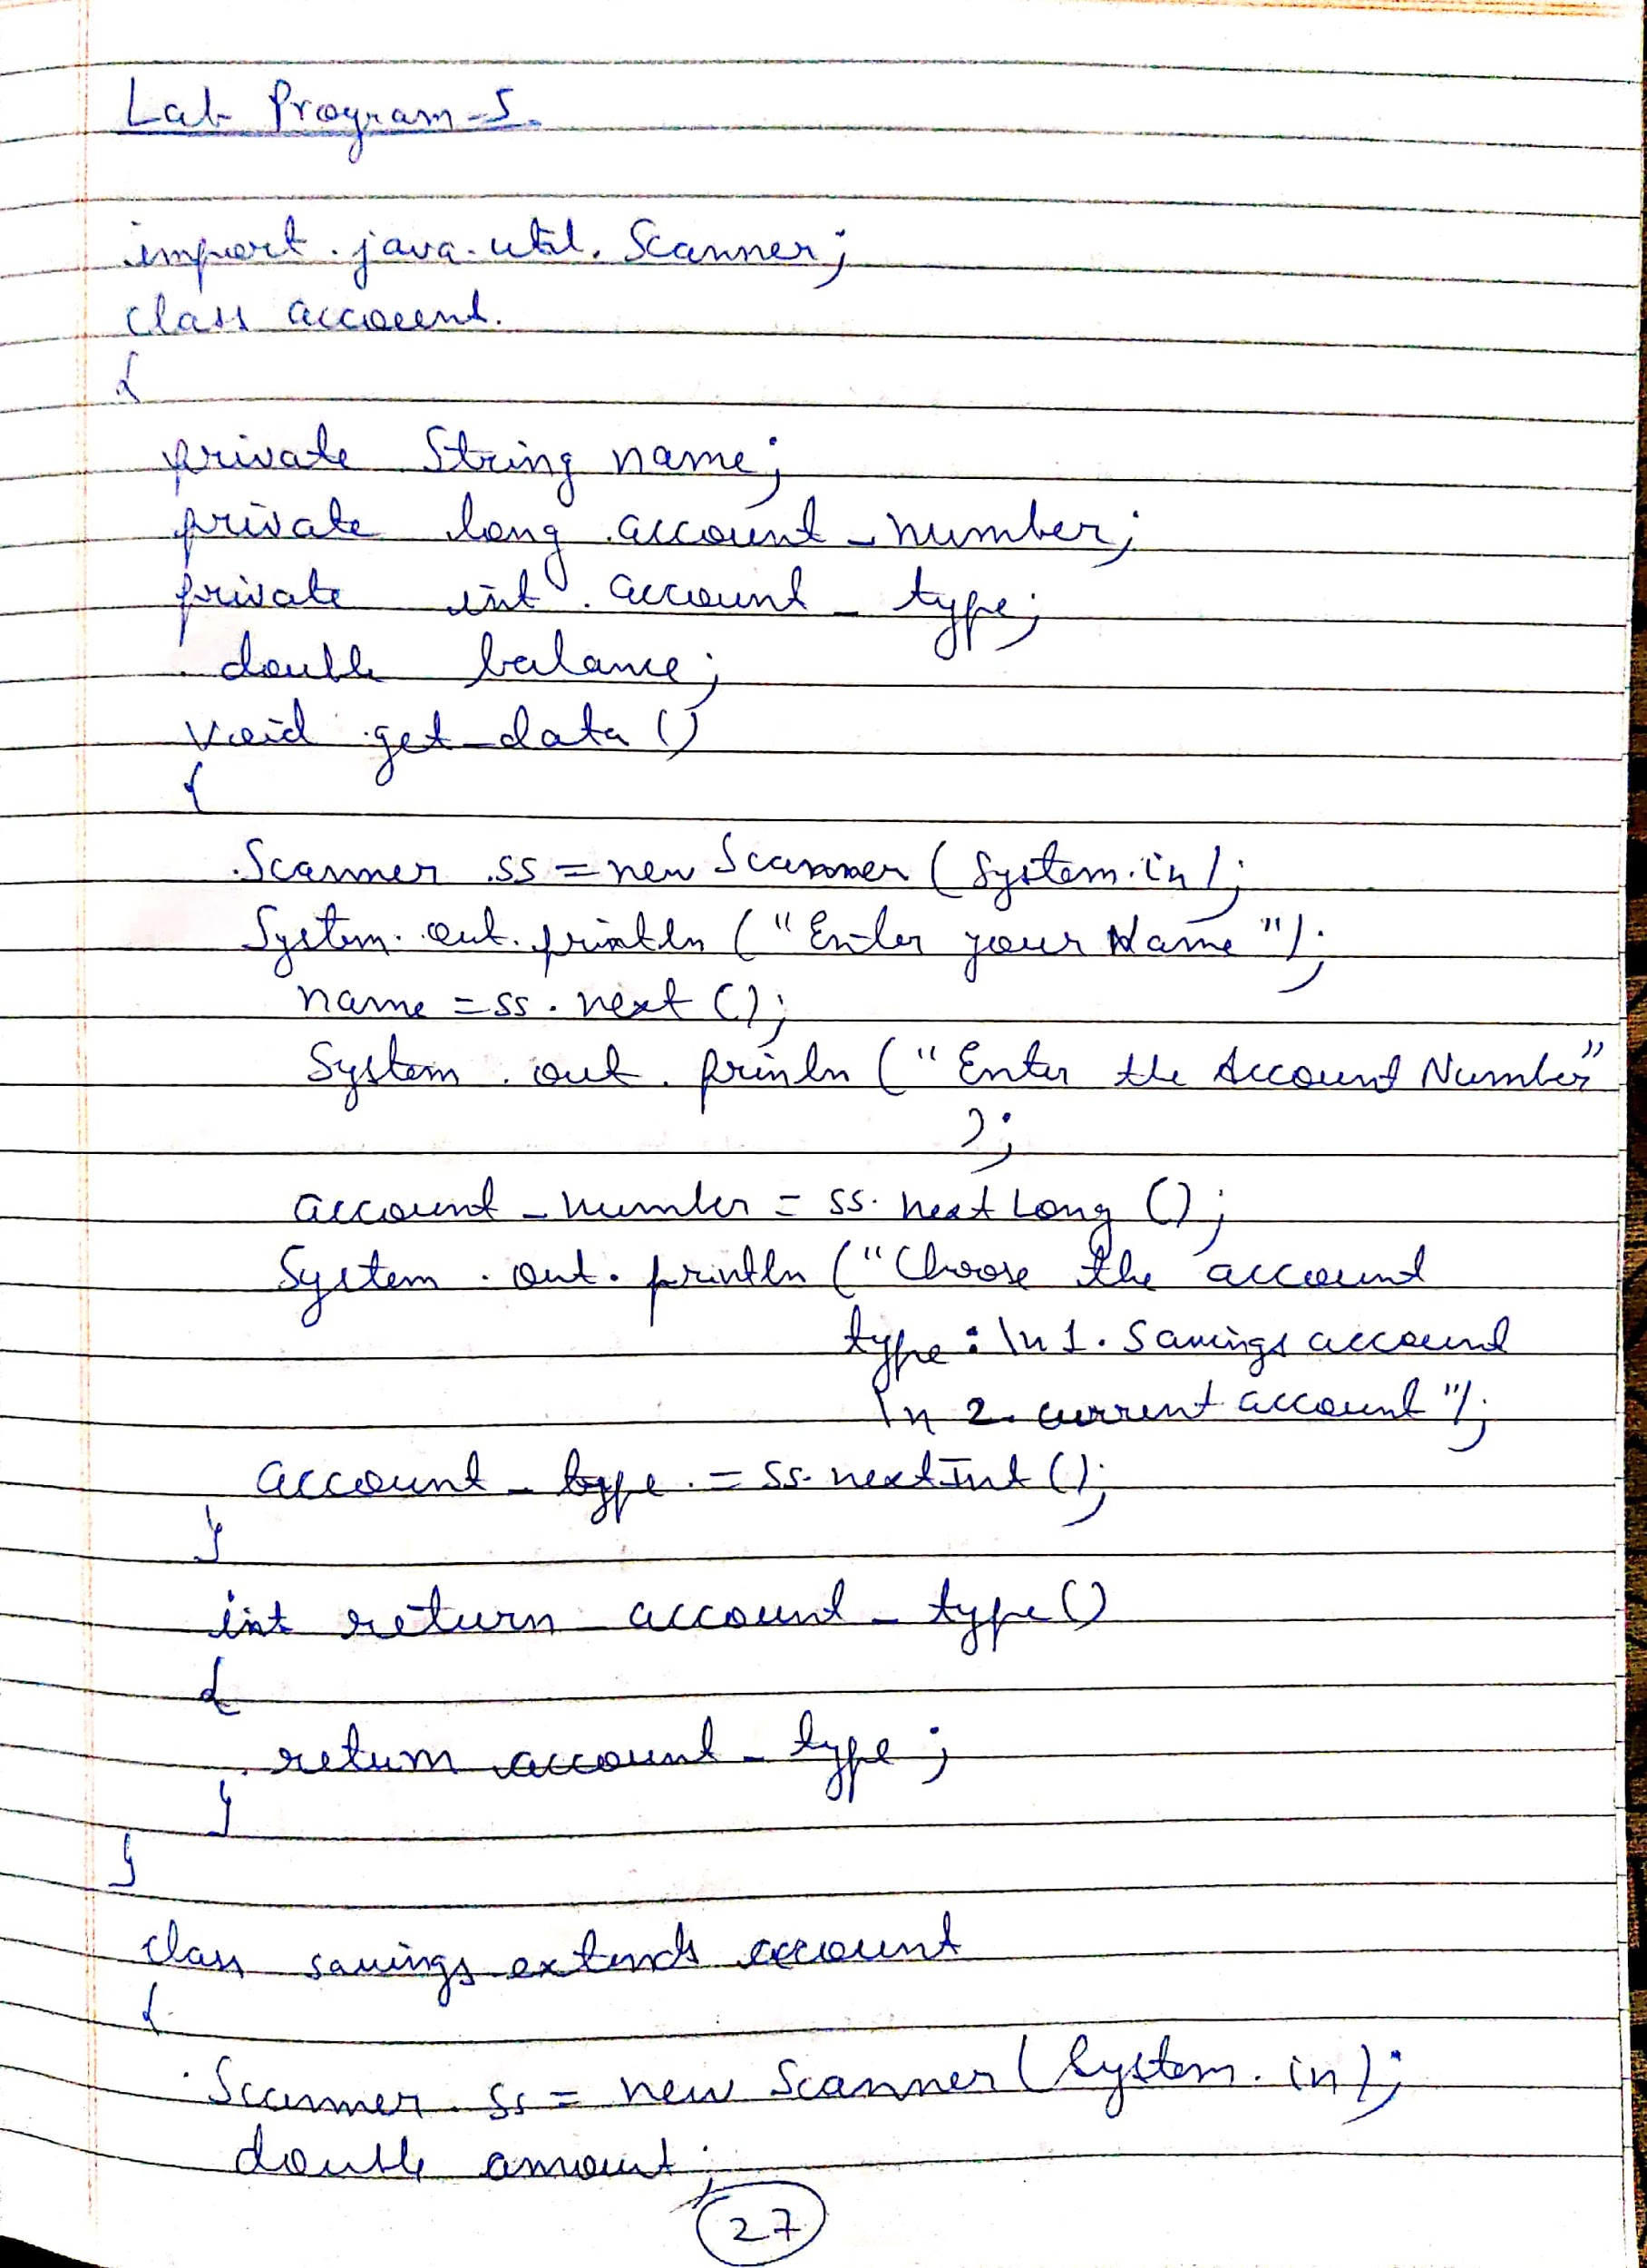 Lab Program-5.
import java.util.Scanner;
class account.
{
private String name;
private long account_number;
private int account_type;
double balance;
void get_data()
{
Scanner ss = new Scanner (System.in);
System.out.println ("Enter your Name");
name = ss.next();
System.out.prinln ("Enter the Account Number"
);
account_number = ss.nextLong();
System.out.println ("Choose the account
type: \n1. Savings account
\n 2. current account");
account_type = ss.nextInt();
}
int return_account_type()
{
return account_type;
}
}
class savings extends account
{
Scanner ss = new Scanner (System.in);
double amount;
27